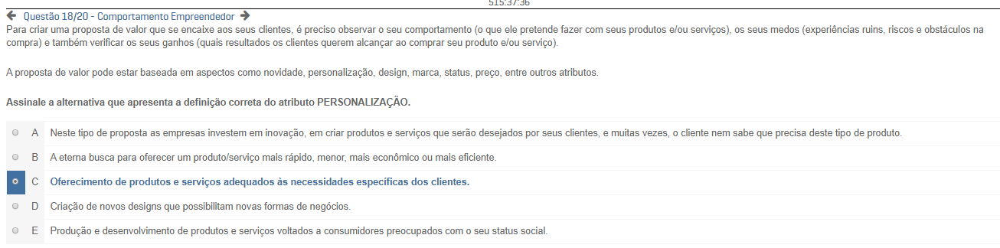 515:37:36
Questão 18/20 - Comportamento Empreendedor
Para criar uma proposta de valor que se encaixe aos seus clientes, é preciso observar o seu comportamento (o que ele pretende fazer com seus produtos e/ou serviços), os seus medos (experiências ruins, riscos e obstáculos na
compra) e também verificar os seus ganhos (quais resultados os clientes querem alcançar ao comprar seu produto e/ou serviço).
A proposta de valor pode estar baseada em aspectos como novidade, personalização, design, marca, status, preço, entre outros atributos.
Assinale a alternativa que apresenta a definição correta do atributo PERSONALIZAÇÃO.
A Neste tipo de proposta as empresas investem em inovação, em criar produtos e serviços que serão desejados por seus clientes, e muitas vezes, o cliente nem sabe que precisa deste tipo de produto.
B A eterna busca para oferecer um produto/serviço mais rápido, menor, mais econômico ou mais eficiente.
C Oferecimento de produtos e serviços adequados às necessidades específicas dos clientes.
D Criação de novos designs que possibilitam novas formas de negócios.
E Produção e desenvolvimento de produtos e serviços voltados a consumidores preocupados com o seu status social.